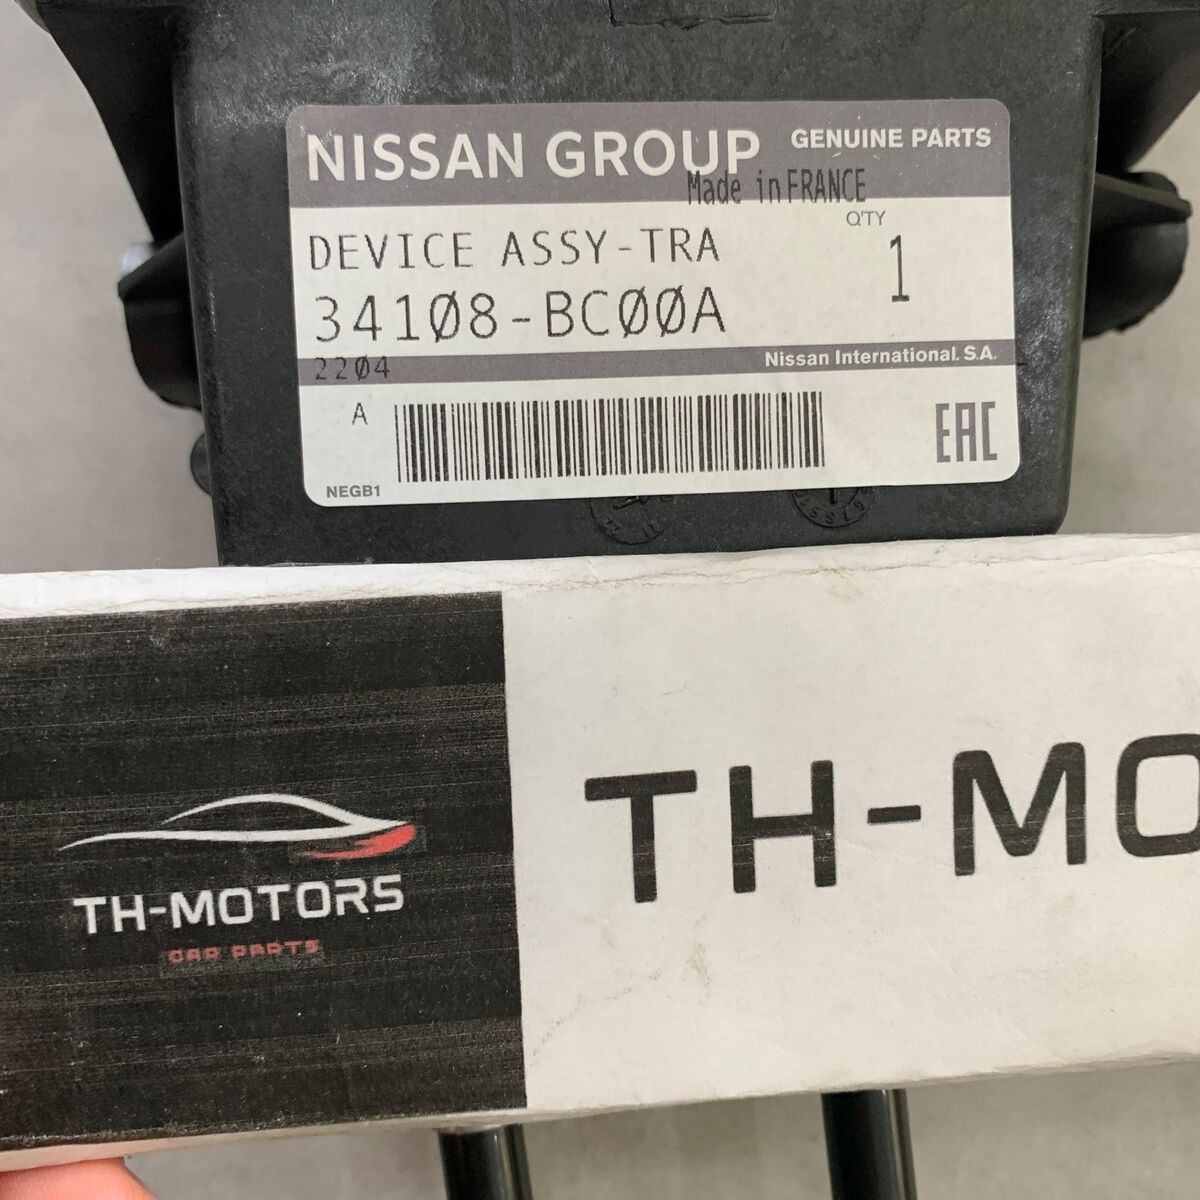 NISSAN GROUP
GENUINE PARTS
Made in FRANCE
DEVICE ASSY-TRA
Q'TY
1
34108-BC00A
2204
Nissan International. S.A.
A
EAC
NEGB1
TH-MO
TH-MOTORS
CAR PARTS